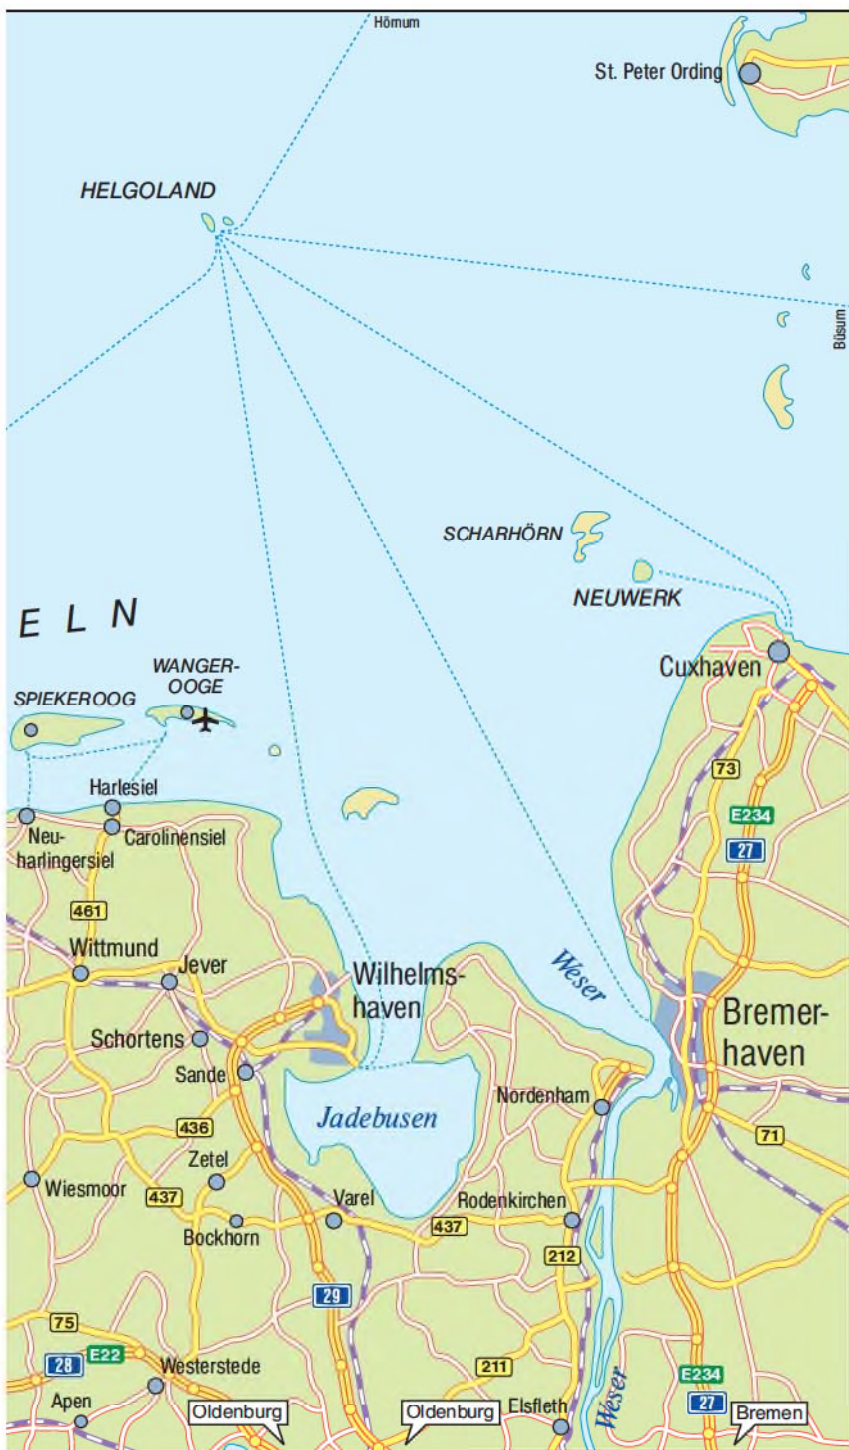 Hörnum
St. Peter Ording
HELGOLAND
Büsum
SCHARHÖRN
NEUWERK
E L N
WANGER-
OOGE
SPIEKEROOG
Cuxhaven
73
E234
27
Harlesiel
Neu-
harlingersiel
Carolinensiel
461
Wittmund
Jever
Wilhelms-
haven
Weser
Bremer-
haven
Schortens
Sande
Nordenham
Jadebusen
436
71
Zetel
Wiesmoor
437
Varel
Rodenkirchen
Bockhorn
437
212
29
75
E22
28
Westerstede
211
E234
27
Apen
Oldenburg
Oldenburg
Elsfleth
Weser
Bremen